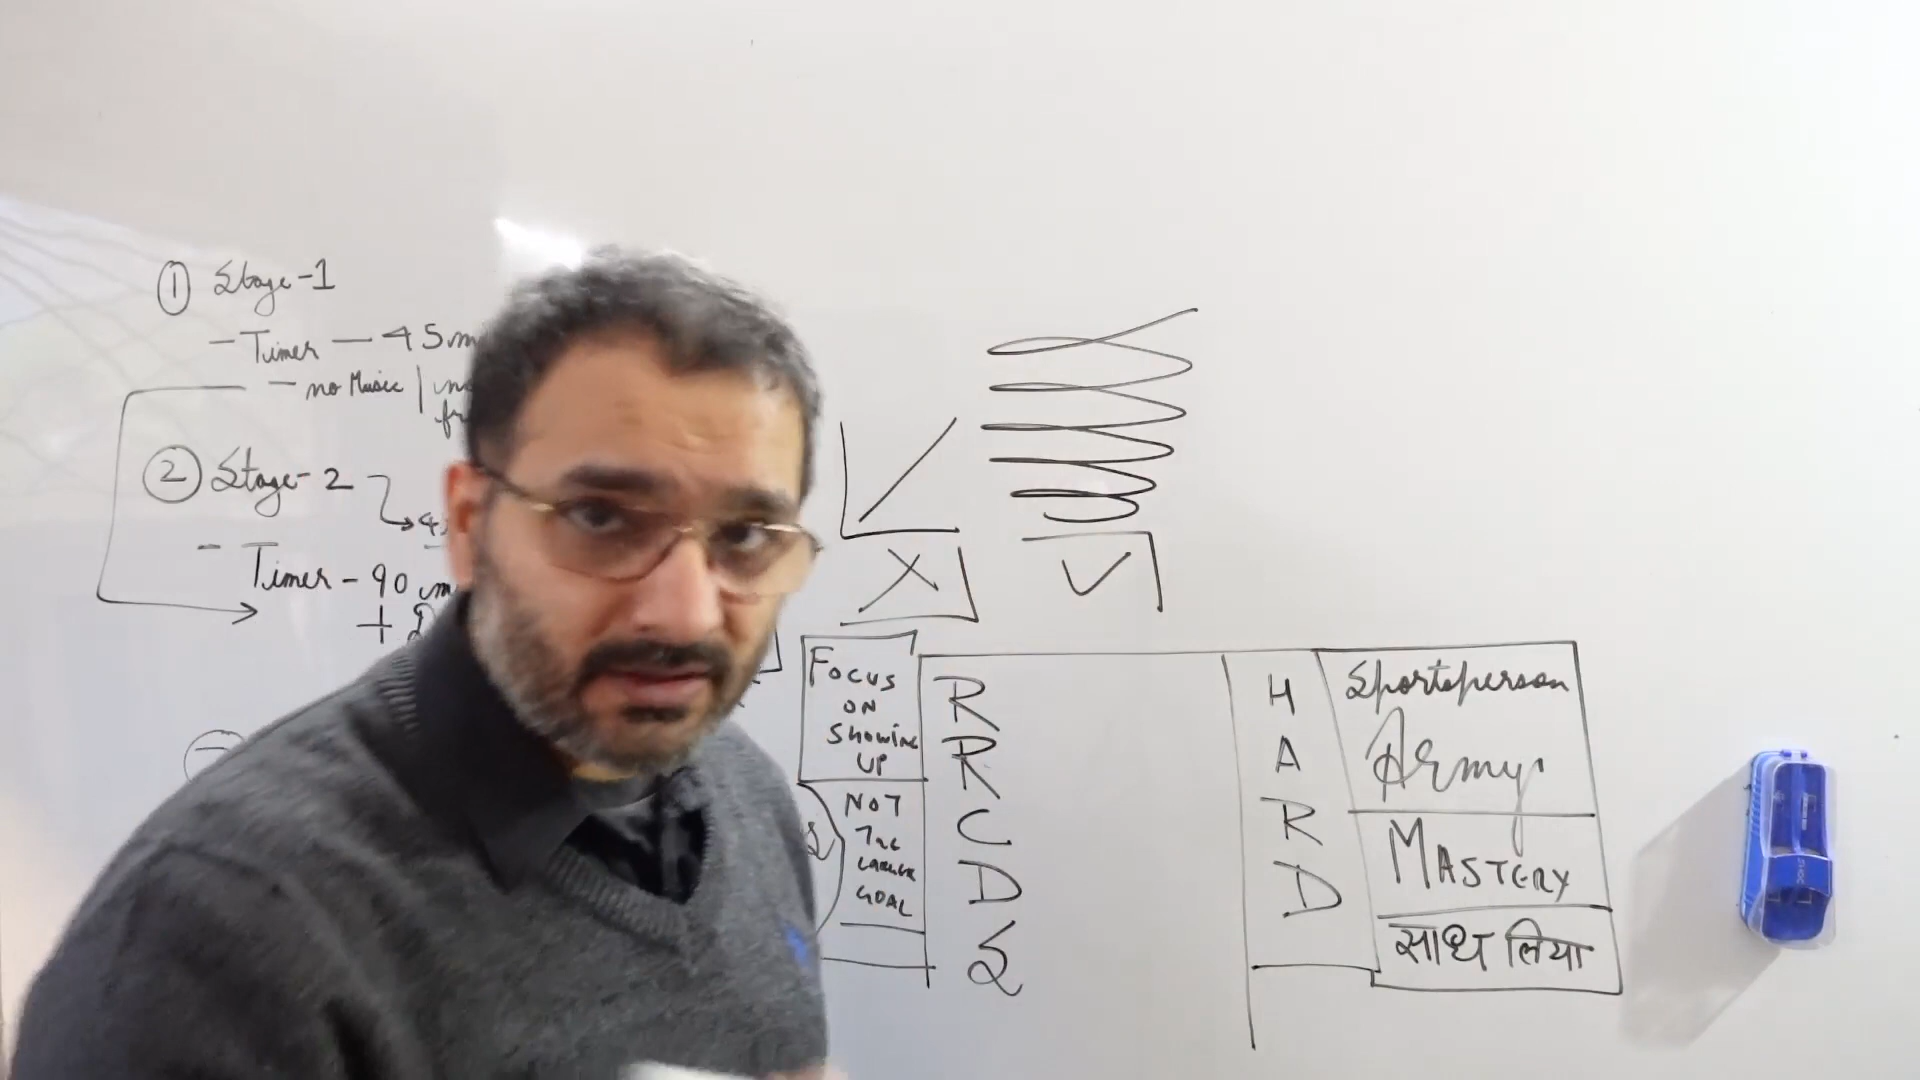 ① Stage-1
- Timer — 45 m
- no Music |
② Stage-2
- Timer - 90 m
+
X
✓
Focus
ON
Showing
UP
NOT
The
Larger
GOAL
R
R
C
D
S
H
A
R
D
Sportsperson
Army
MASTERY
साध लिया